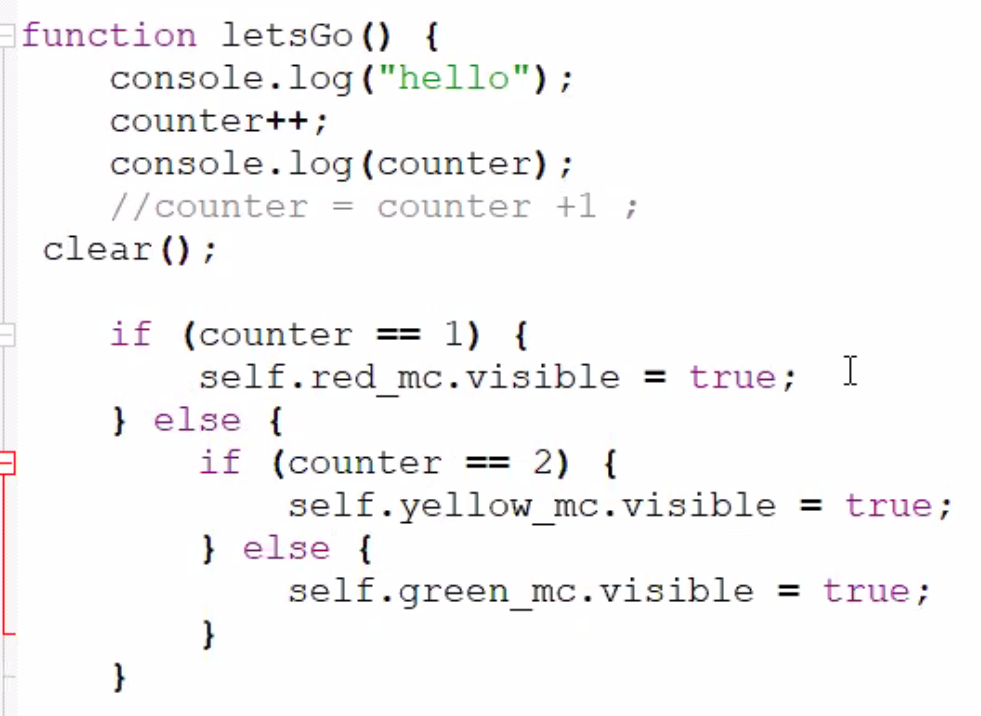 function letsGo() {
    console.log("hello");
    counter++;
    console.log(counter);
    //counter = counter +1 ;
 clear();

    if (counter == 1) {
        self.red_mc.visible = true;
    } else {
        if (counter == 2) {
            self.yellow_mc.visible = true;
        } else {
            self.green_mc.visible = true;
        }
    }